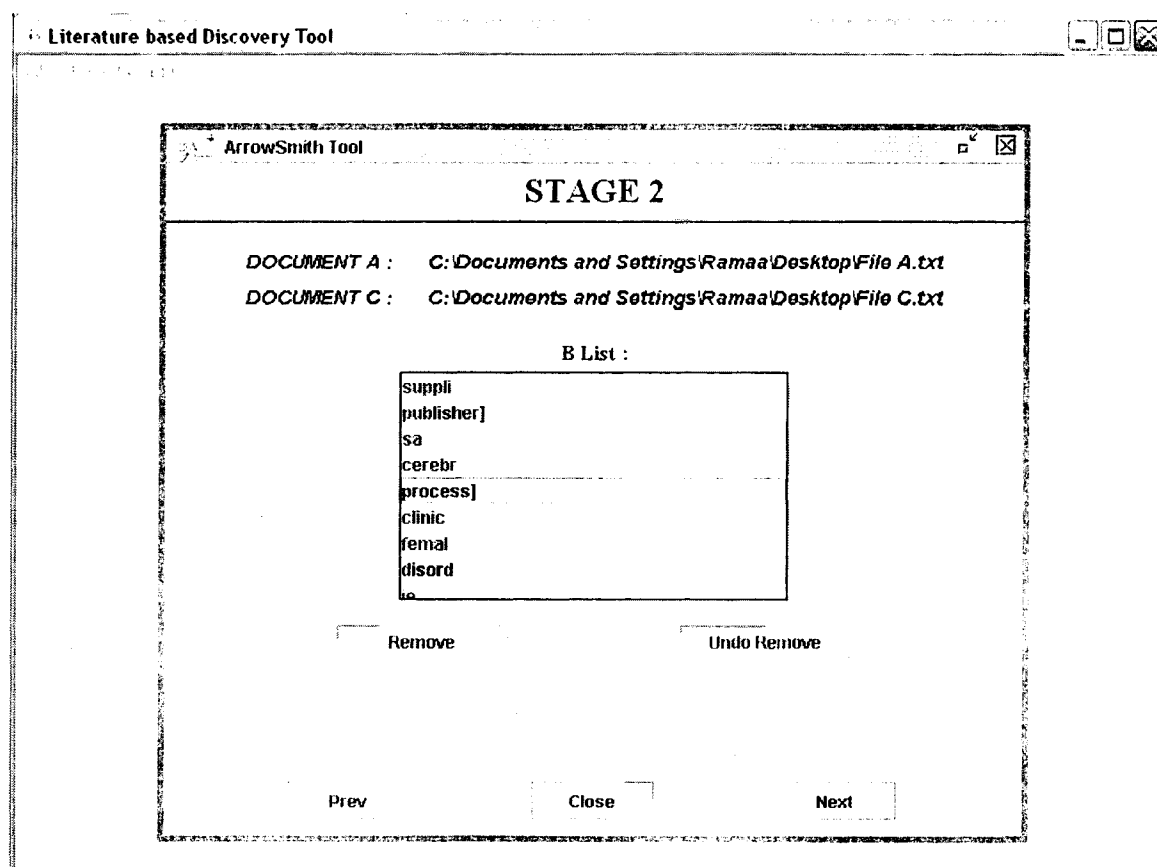 Literature based Discovery Tool
ArrowSmith Tool
STAGE 2
DOCUMENT A : C:\Documents and Settings\Ramaa\Desktop\File A.txt
DOCUMENT C : C:\Documents and Settings\Ramaa\Desktop\File C.txt
B List :
suppli
publisher]
sa
cerebr
process]
clinic
femal
disord
Remove Undo Remove
Prev Close Next